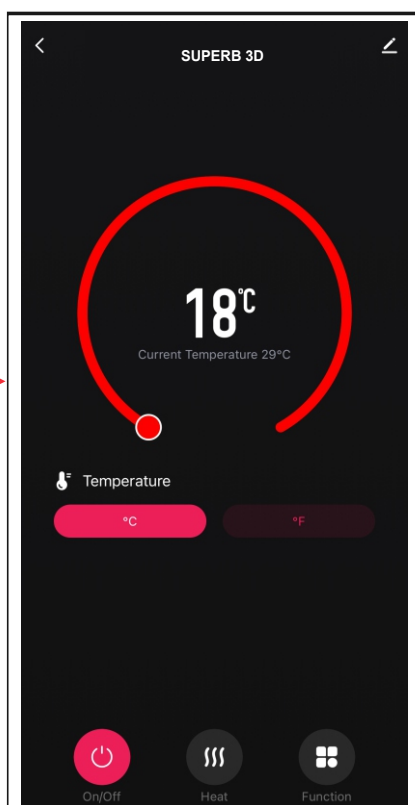 SUPERB 3D
18°C
Current Temperature 29°C
Temperature
°C
°F
On/Off
Heat
Function